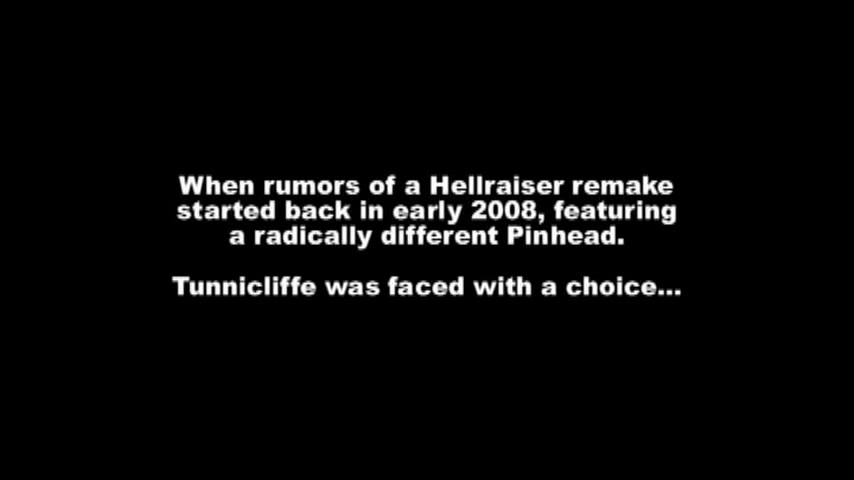 When rumors of a Hellraiser remake
started back in early 2008, featuring
a radically different Pinhead.
Tunnicliffe was faced with a choice...